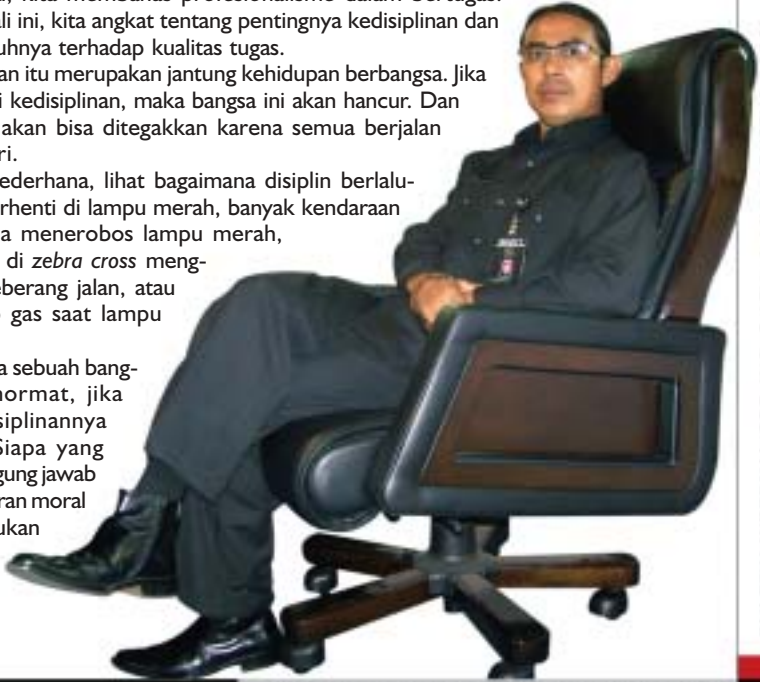 kita membahas profesionalisme dalam bertugas.
ali ini, kita angkat tentang pentingnya kedisiplinan dan
uhnya terhadap kualitas tugas.
an itu merupakan jantung kehidupan berbangsa. Jika
i kedisiplinan, maka bangsa ini akan hancur. Dan
akan bisa ditegakkan karena semua berjalan
ri.
ederhana, lihat bagaimana disiplin berlalu-
rhenti di lampu merah, banyak kendaraan
a menerobos lampu merah,
di zebra cross meng-
eberang jalan, atau
gas saat lampu
a sebuah bang-
normat, jika
siplinannya
Siapa yang
gung jawab
ran moral
ukan